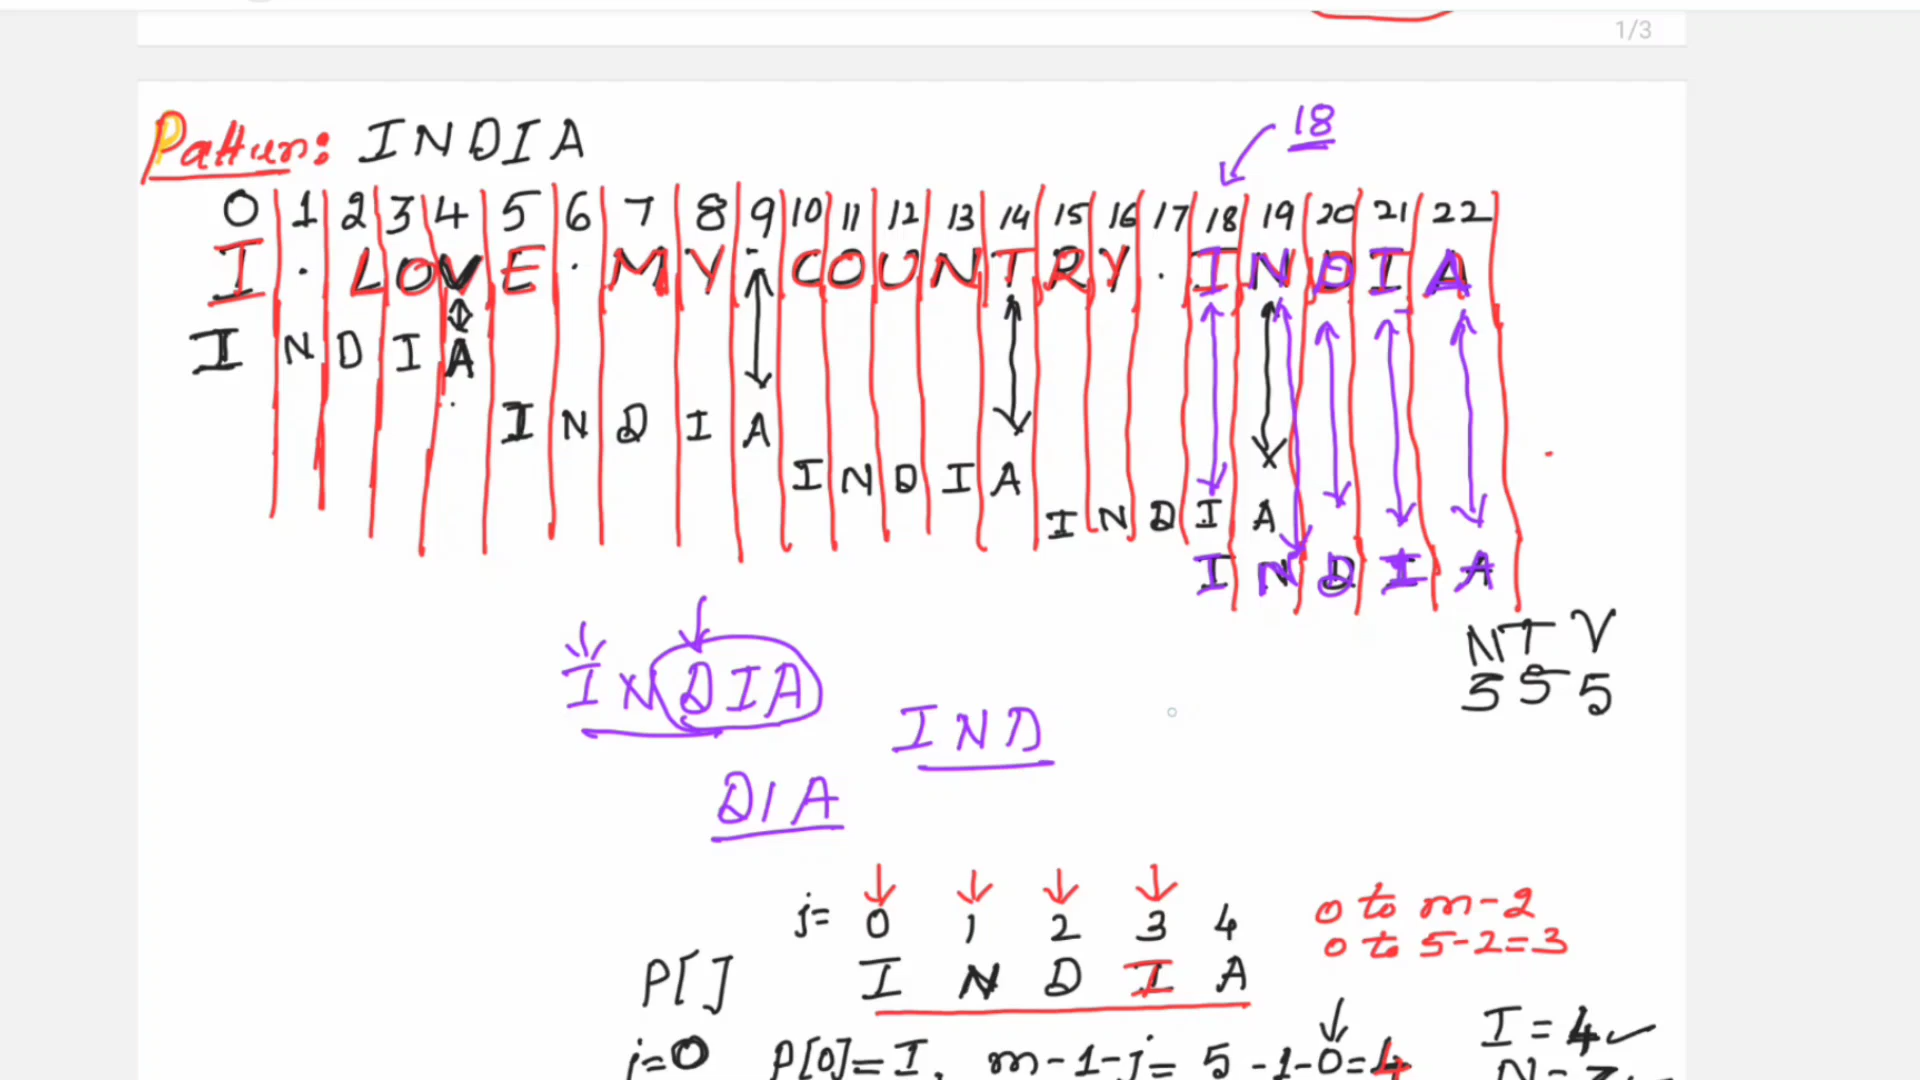 1/3
Pattern: INDIA
18
0 1 2 3 4 5 6 7 8 9 10 11 12 13 14 15 16 17 18 19 20 21 22
I . L O V E . M Y . C O U N T R Y . I N D I A
I N D I A
I N D I A
I N D I A
I N D I A
I N D I A
N T V
5 5 5
INDIA
IND
DIA
j= 0 1 2 3 4
0 to m-2
0 to 5-2=3
P[] I N D I A
I = 4
j=0 P[0]=I, m-1-j= 5-1-0=4